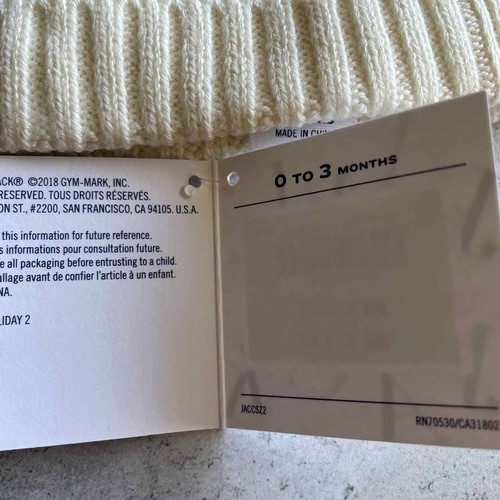 MADE IN
ACK® ©2018 GYM-MARK, INC.
RESERVED. TOUS DROITS RÉSERVÉS.
ON ST., #2200, SAN FRANCISCO, CA 94105. U.S.A.
this information for future reference.
s informations pour consultation future.
e all packaging before entrusting to a child.
allage avant de confier l'article à un enfant.
NA.
LIDAY 2
0 TO 3 MONTHS
JACCSZ2
RN70530/CA31802